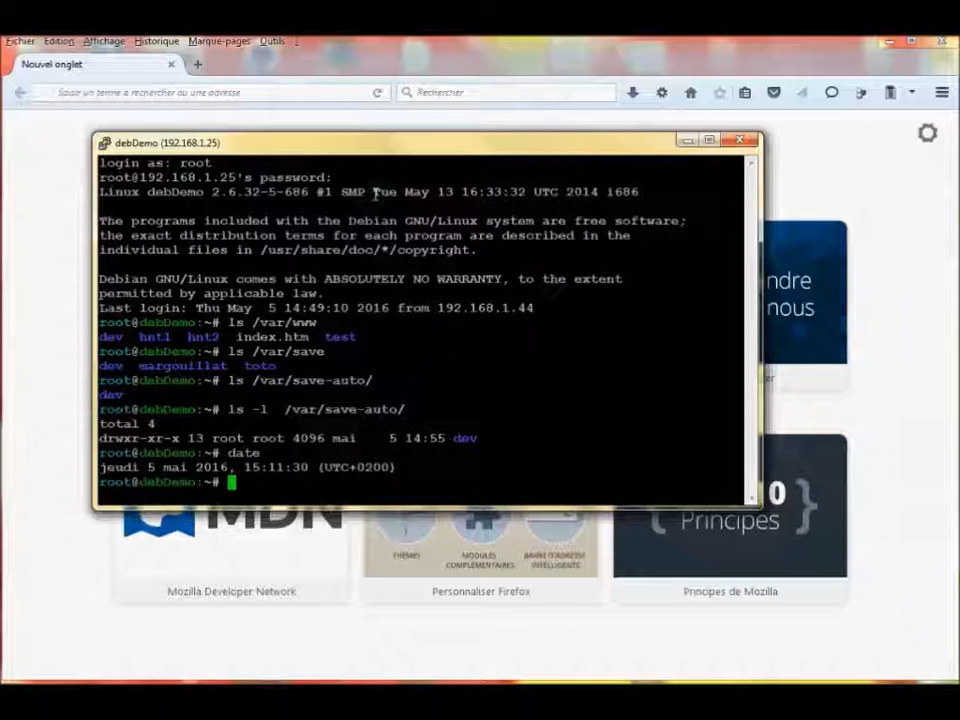 Fichier Edition Affichage Historique Marque-pages Outils
Nouvel onglet
Saisir un terme à rechercher ou une adresse
Rechercher
debDemo (192.168.1.25)
login as: root
root@192.168.1.25's password:
Linux debDemo 2.6.32-5-686 #1 SMP Tue May 13 16:33:32 UTC 2014 i686
The programs included with the Debian GNU/Linux system are free software;
the exact distribution terms for each program are described in the
individual files in /usr/share/doc/*/copyright.
Debian GNU/Linux comes with ABSOLUTELY NO WARRANTY, to the extent
permitted by applicable law.
Last login: Thu May  5 14:49:10 2016 from 192.168.1.44
root@debDemo:~# ls /var/www
dev  hnt1  hnt2  index.htm  test
root@debDemo:~# ls /var/save
dev  margouillat  toto
root@debDemo:~# ls /var/save-auto/
dev
root@debDemo:~# ls -l  /var/save-auto/
total 4
drwxr-xr-x 13 root root 4096 mai    5 14:55 dev
root@debDemo:~# date
jeudi 5 mai 2016, 15:11:30 (UTC+0200)
root@debDemo:~#
ndre
nous
er
MDN
THÈMES
MODULES COMPLÉMENTAIRES
BARRE D'ADRESSE INTELLIGENTE
0
{ Principes }
Mozilla Developer Network
Personnaliser Firefox
Principes de Mozilla